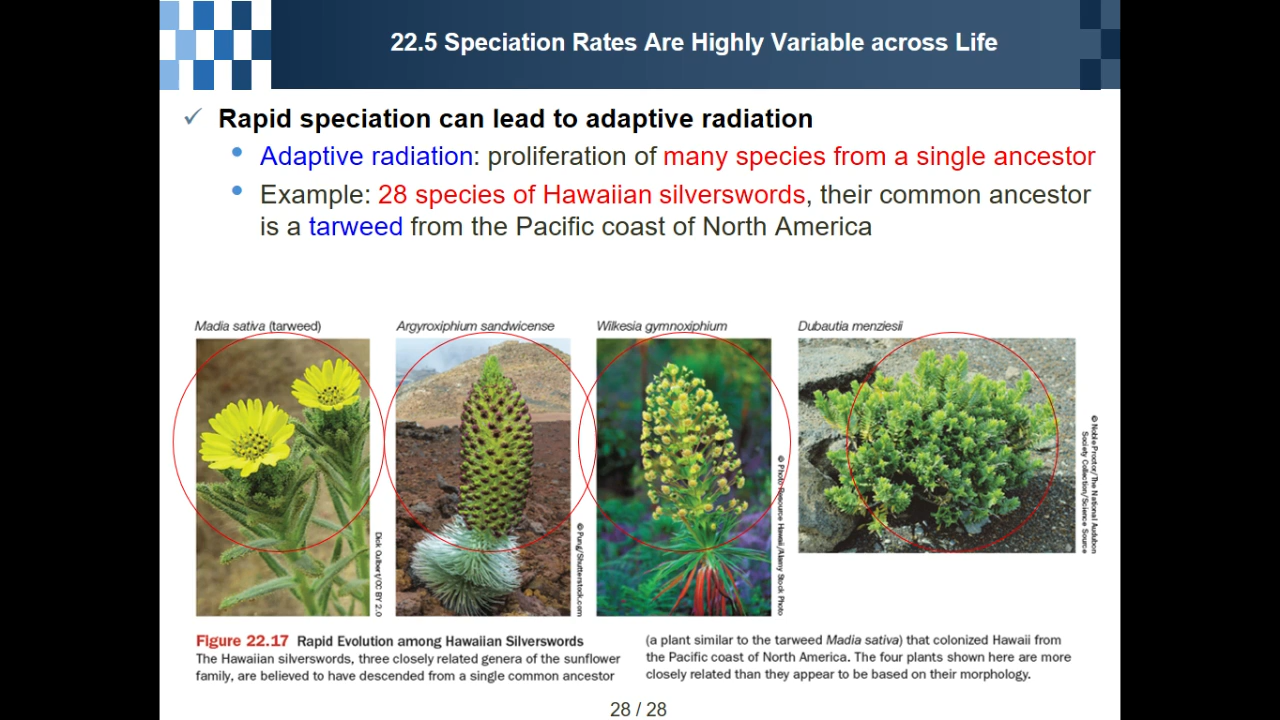 22.5 Speciation Rates Are Highly Variable across Life
Rapid speciation can lead to adaptive radiation
Adaptive radiation: proliferation of many species from a single ancestor
Example: 28 species of Hawaiian silverswords, their common ancestor
is a tarweed from the Pacific coast of North America
Madia sativa (tarweed)
Argyroxiphium sandwicense
Wilkesia gymnoxiphium
Dubautia menziesii
Dick Culbert/CC BY 2.0
© Pung/Shutterstock.com
© Photo Resource Hawaii/Alamy Stock Photo
© Noble Proctor/The National Audubon
Society Collection/Science Source
Figure 22.17 Rapid Evolution among Hawaiian Silverswords
The Hawaiian silverswords, three closely related genera of the sunflower
family, are believed to have descended from a single common ancestor
(a plant similar to the tarweed Madia sativa) that colonized Hawaii from
the Pacific coast of North America. The four plants shown here are more
closely related than they appear to be based on their morphology.
28 / 28